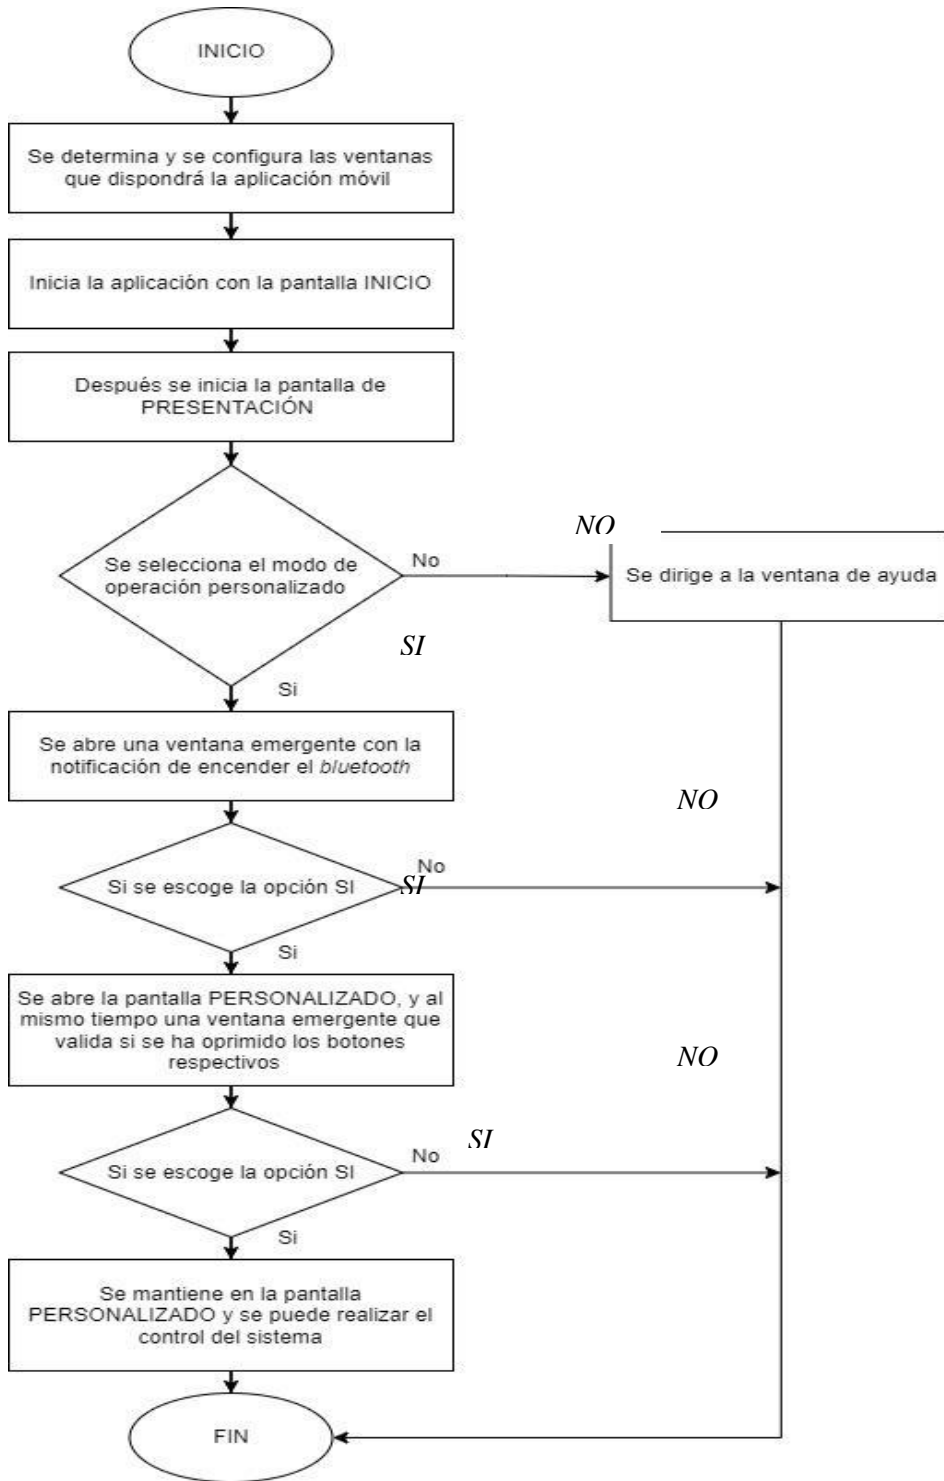 INICIO
Se determina y se configura las ventanas
que dispondrá la aplicación móvil
Inicia la aplicación con la pantalla INICIO
Después se inicia la pantalla de
PRESENTACIÓN
NO
Se selecciona el modo de
operación personalizado
No
Se dirige a la ventana de ayuda
SI
Si
Se abre una ventana emergente con la
notificación de encender el bluetooth
NO
No
Si se escoge la opción SI
SI
Si
Se abre la pantalla PERSONALIZADO, y al
mismo tiempo una ventana emergente que
valida si se ha oprimido los botones
respectivos
NO
SI
No
Si se escoge la opción SI
Si
Se mantiene en la pantalla
PERSONALIZADO y se puede realizar el
control del sistema
FIN